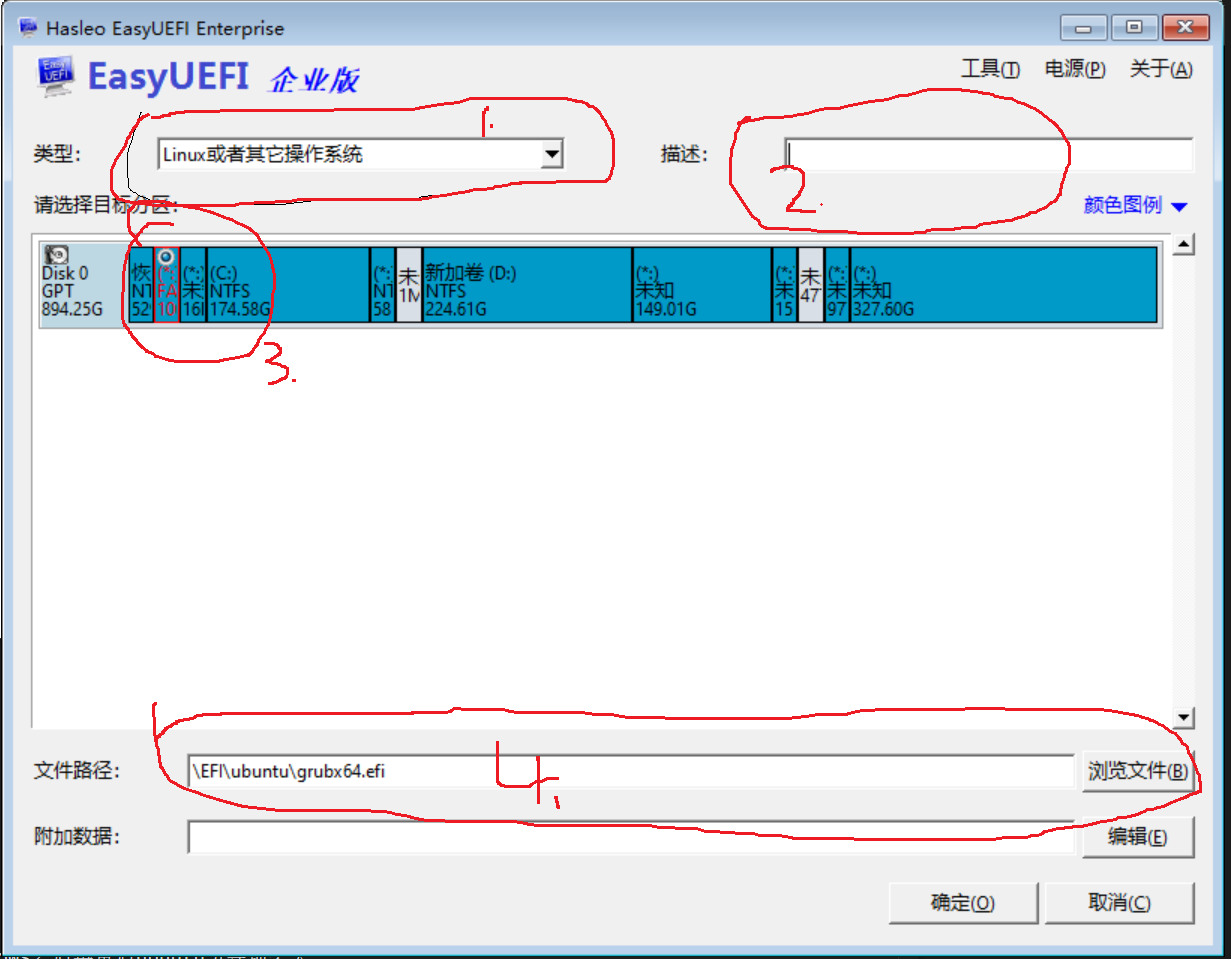 Hasleo EasyUEFI Enterprise
EasyUEFI 企业版
工具(T) 电源(P) 关于(A)
1.
类型: Linux或者其它操作系统 描述:
2.
请选择目标分区: 颜色图例
Disk 0
GPT
894.25G
恢
NT
52
(*:
FA
10
(*:)
未
16
(C:)
NTFS
174.58G
(*:
NT
58
未
1M
新加卷 (D:)
NTFS
224.61G
(*:)
未知
149.01G
(*:
未
15
未
47
(*:
未
97
(*:)
未知
327.60G
3.
文件路径: \EFI\ubuntu\grubx64.efi 浏览文件(B)
4.
附加数据: 编辑(E)
确定(O) 取消(C)